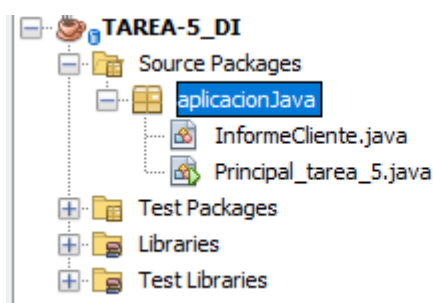 TAREA-5_DI
Source Packages
aplicacionJava
InformeCliente.java
Principal_tarea_5.java
Test Packages
Libraries
Test Libraries